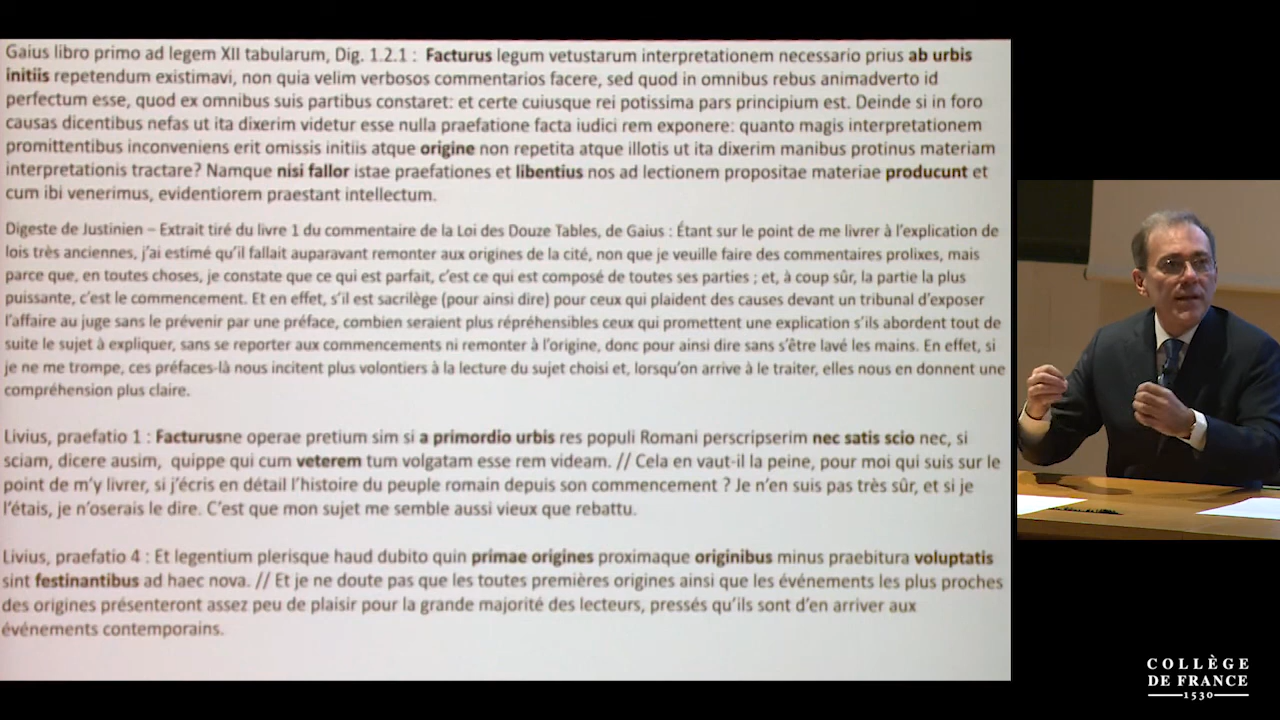 Gaius libro primo ad legem XII tabularum, Dig. 1.2.1 : Facturus legum vetustarum interpretationem necessario prius ab urbis
initiis repetendum existimavi, non quia velim verbosos commentarios facere, sed quod in omnibus rebus animadverto id
perfectum esse, quod ex omnibus suis partibus constaret: et certe cuiusque rei potissima pars principium est. Deinde si in foro
causas dicentibus nefas ut ita dixerim videtur esse nulla praefatione facta iudici rem exponere: quanto magis interpretationem
promittentibus inconveniens erit omissis initiis atque origine non repetita atque illotis ut ita dixerim manibus protinus materiam
interpretationis tractare? Namque nisi fallor istae praefationes et libentius nos ad lectionem propositae materiae producunt et
cum ibi venerimus, evidentiorem praestant intellectum.
Digeste de Justinien – Extrait tiré du livre 1 du commentaire de la Loi des Douze Tables, de Gaius : Étant sur le point de me livrer à l'explication de
lois très anciennes, j'ai estimé qu'il fallait auparavant remonter aux origines de la cité, non que je veuille faire des commentaires prolixes, mais
parce que, en toutes choses, je constate que ce qui est parfait, c'est ce qui est composé de toutes ses parties ; et, à coup sûr, la partie la plus
puissante, c'est le commencement. Et en effet, s'il est sacrilège (pour ainsi dire) pour ceux qui plaident des causes devant un tribunal d'exposer
l'affaire au juge sans le prévenir par une préface, combien seraient plus répréhensibles ceux qui promettent une explication s'ils abordent tout de
suite le sujet à expliquer, sans se reporter aux commencements ni remonter à l'origine, donc pour ainsi dire sans s'être lavé les mains. En effet, si
je ne me trompe, ces préfaces-là nous incitent plus volontiers à la lecture du sujet choisi et, lorsqu'on arrive à le traiter, elles nous en donnent une
compréhension plus claire.
Livius, praefatio 1 : Facturusne operae pretium sim si a primordio urbis res populi Romani perscripserim nec satis scio nec, si
sciam, dicere ausim, quippe qui cum veterem tum volgatam esse rem videam. // Cela en vaut-il la peine, pour moi qui suis sur le
point de m'y livrer, si j'écris en détail l'histoire du peuple romain depuis son commencement ? Je n'en suis pas très sûr, et si je
l'étais, je n'oserais le dire. C'est que mon sujet me semble aussi vieux que rebattu.
Livius, praefatio 4 : Et legentium plerisque haud dubito quin primae origines proximaque originibus minus praebitura voluptatis
sint festinantibus ad haec nova. // Et je ne doute pas que les toutes premières origines ainsi que les événements les plus proches
des origines présenteront assez peu de plaisir pour la grande majorité des lecteurs, pressés qu'ils sont d'en arriver aux
événements contemporains.
COLLÈGE
DE FRANCE
1530